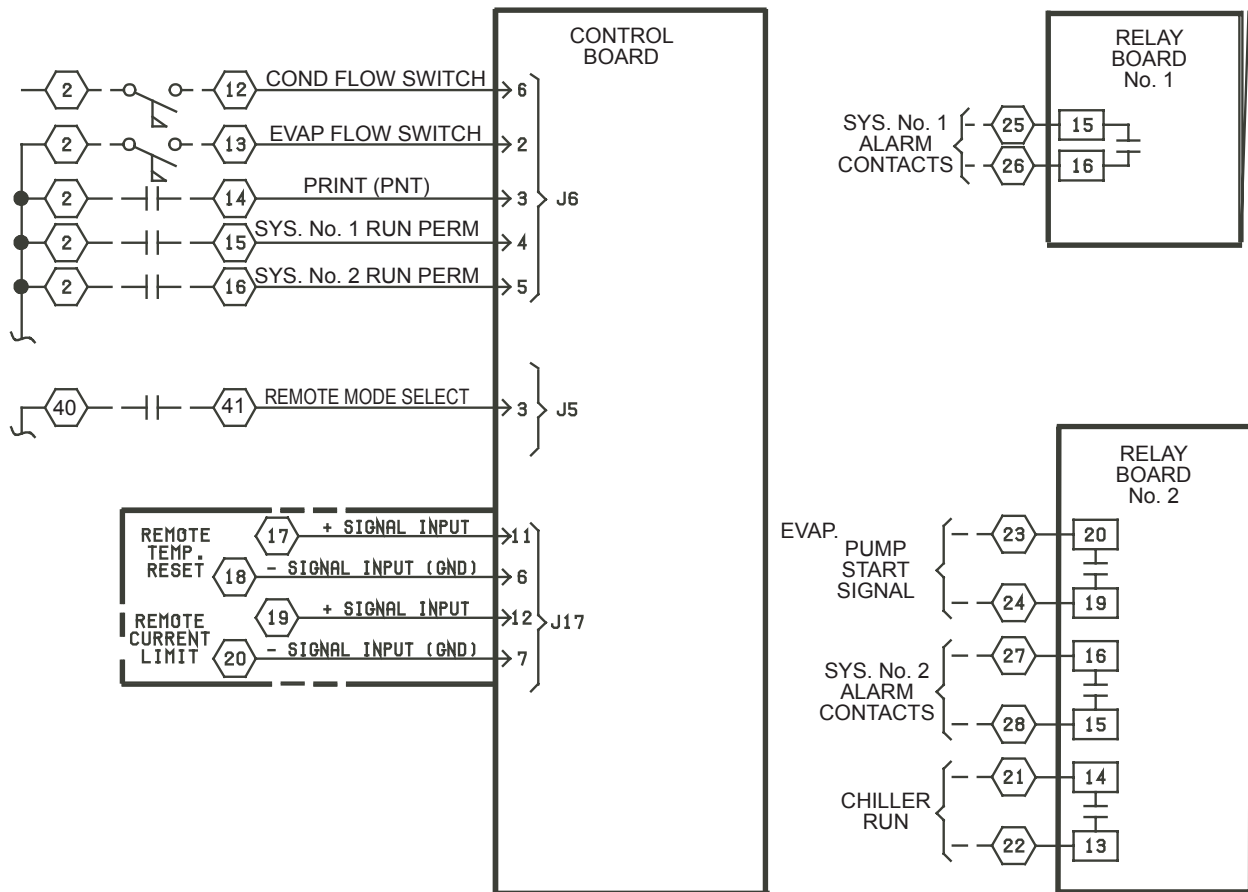 CONTROL
BOARD
2 12 COND FLOW SWITCH 6
2 13 EVAP FLOW SWITCH 2
2 14 PRINT (PNT) 3 J6
2 15 SYS. No. 1 RUN PERM 4
2 16 SYS. No. 2 RUN PERM 5
40 41 REMOTE MODE SELECT 3 J5
REMOTE
TEMP.
RESET
17 + SIGNAL INPUT 11
18 - SIGNAL INPUT (GND) 6
REMOTE
CURRENT
LIMIT
19 + SIGNAL INPUT 12 J17
20 - SIGNAL INPUT (GND) 7
RELAY
BOARD
No. 1
SYS. No. 1
ALARM
CONTACTS
25 15
26 16
RELAY
BOARD
No. 2
EVAP.
PUMP
START
SIGNAL
23 20
24 19
SYS. No. 2
ALARM
CONTACTS
27 16
28 15
CHILLER
RUN
21 14
22 13